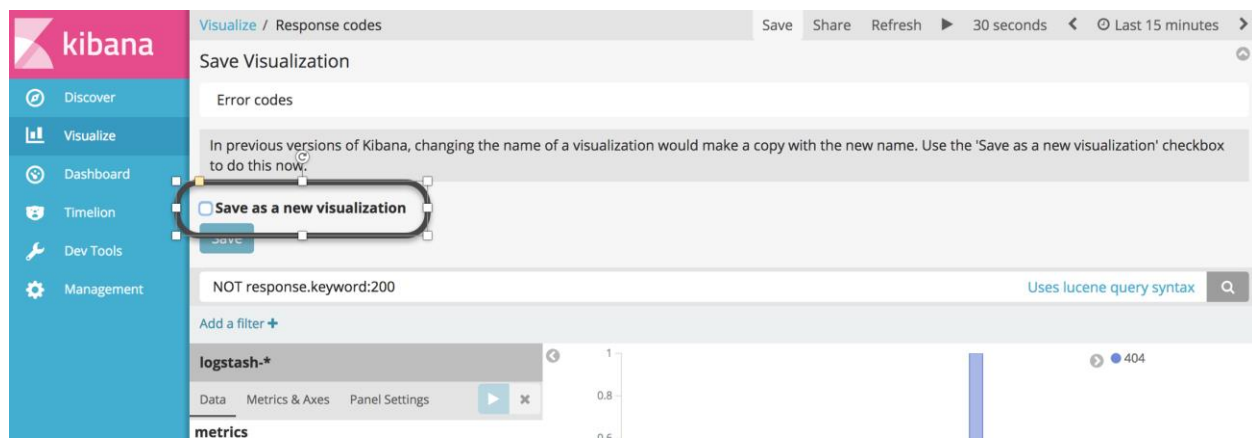 kibana
Discover
Visualize
Dashboard
Timelion
Dev Tools
Management
Visualize / Response codes
Save Share Refresh 30 seconds Last 15 minutes
Save Visualization
Error codes
In previous versions of Kibana, changing the name of a visualization would make a copy with the new name. Use the 'Save as a new visualization' checkbox
to do this now.
Save as a new visualization
Save
NOT response.keyword:200 Uses lucene query syntax
Add a filter +
logstash-*
Data Metrics & Axes Panel Settings
metrics
1
0.8
0.6
404